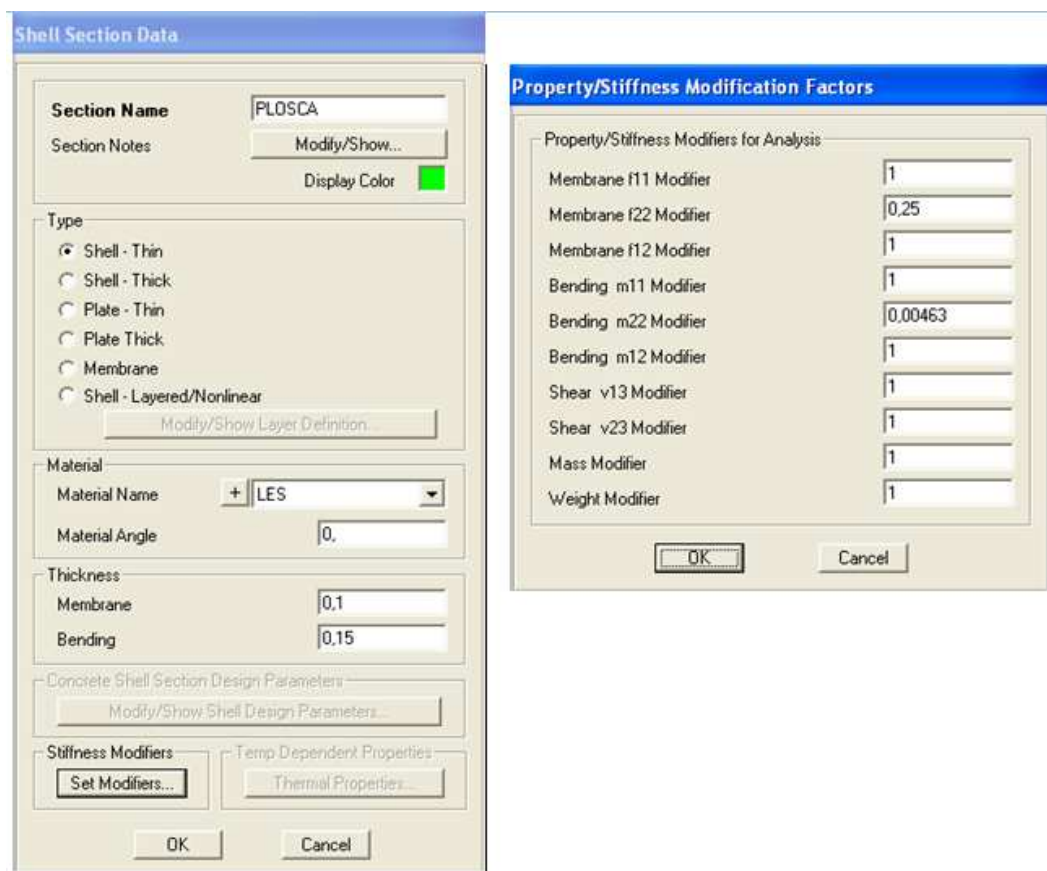 Shell Section Data
Section Name PLOSCA
Section Notes Modify/Show...
Display Color
Type
Shell - Thin
Shell - Thick
Plate - Thin
Plate Thick
Membrane
Shell - Layered/Nonlinear
Modify/Show Layer Definition...
Material
Material Name + LES
Material Angle 0,
Thickness
Membrane 0,1
Bending 0,15
Concrete Shell Section Design Parameters
Modify/Show Shell Design Parameters...
Stiffness Modifiers Temp Dependent Properties
Set Modifiers... Thermal Properties...
OK Cancel
Property/Stiffness Modification Factors
Property/Stiffness Modifiers for Analysis
Membrane f11 Modifier 1
Membrane f22 Modifier 0,25
Membrane f12 Modifier 1
Bending m11 Modifier 1
Bending m22 Modifier 0,00463
Bending m12 Modifier 1
Shear v13 Modifier 1
Shear v23 Modifier 1
Mass Modifier 1
Weight Modifier 1
OK Cancel